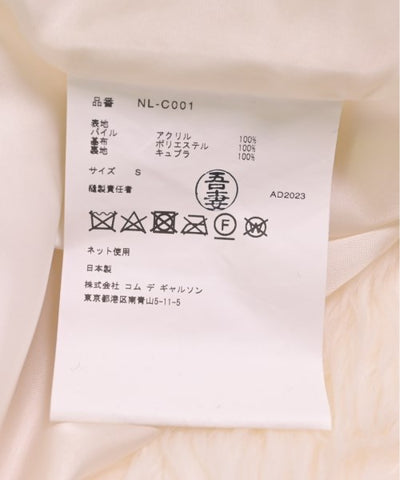 品番 NL-C001
表地
パイル アクリル 100%
基布 ポリエステル 100%
裏地 キュプラ 100%
サイズ S
縫製責任者 吾妻 AD2023
F W
ネット使用
日本製
株式会社 コム デ ギャルソン
東京都港区南青山5-11-5